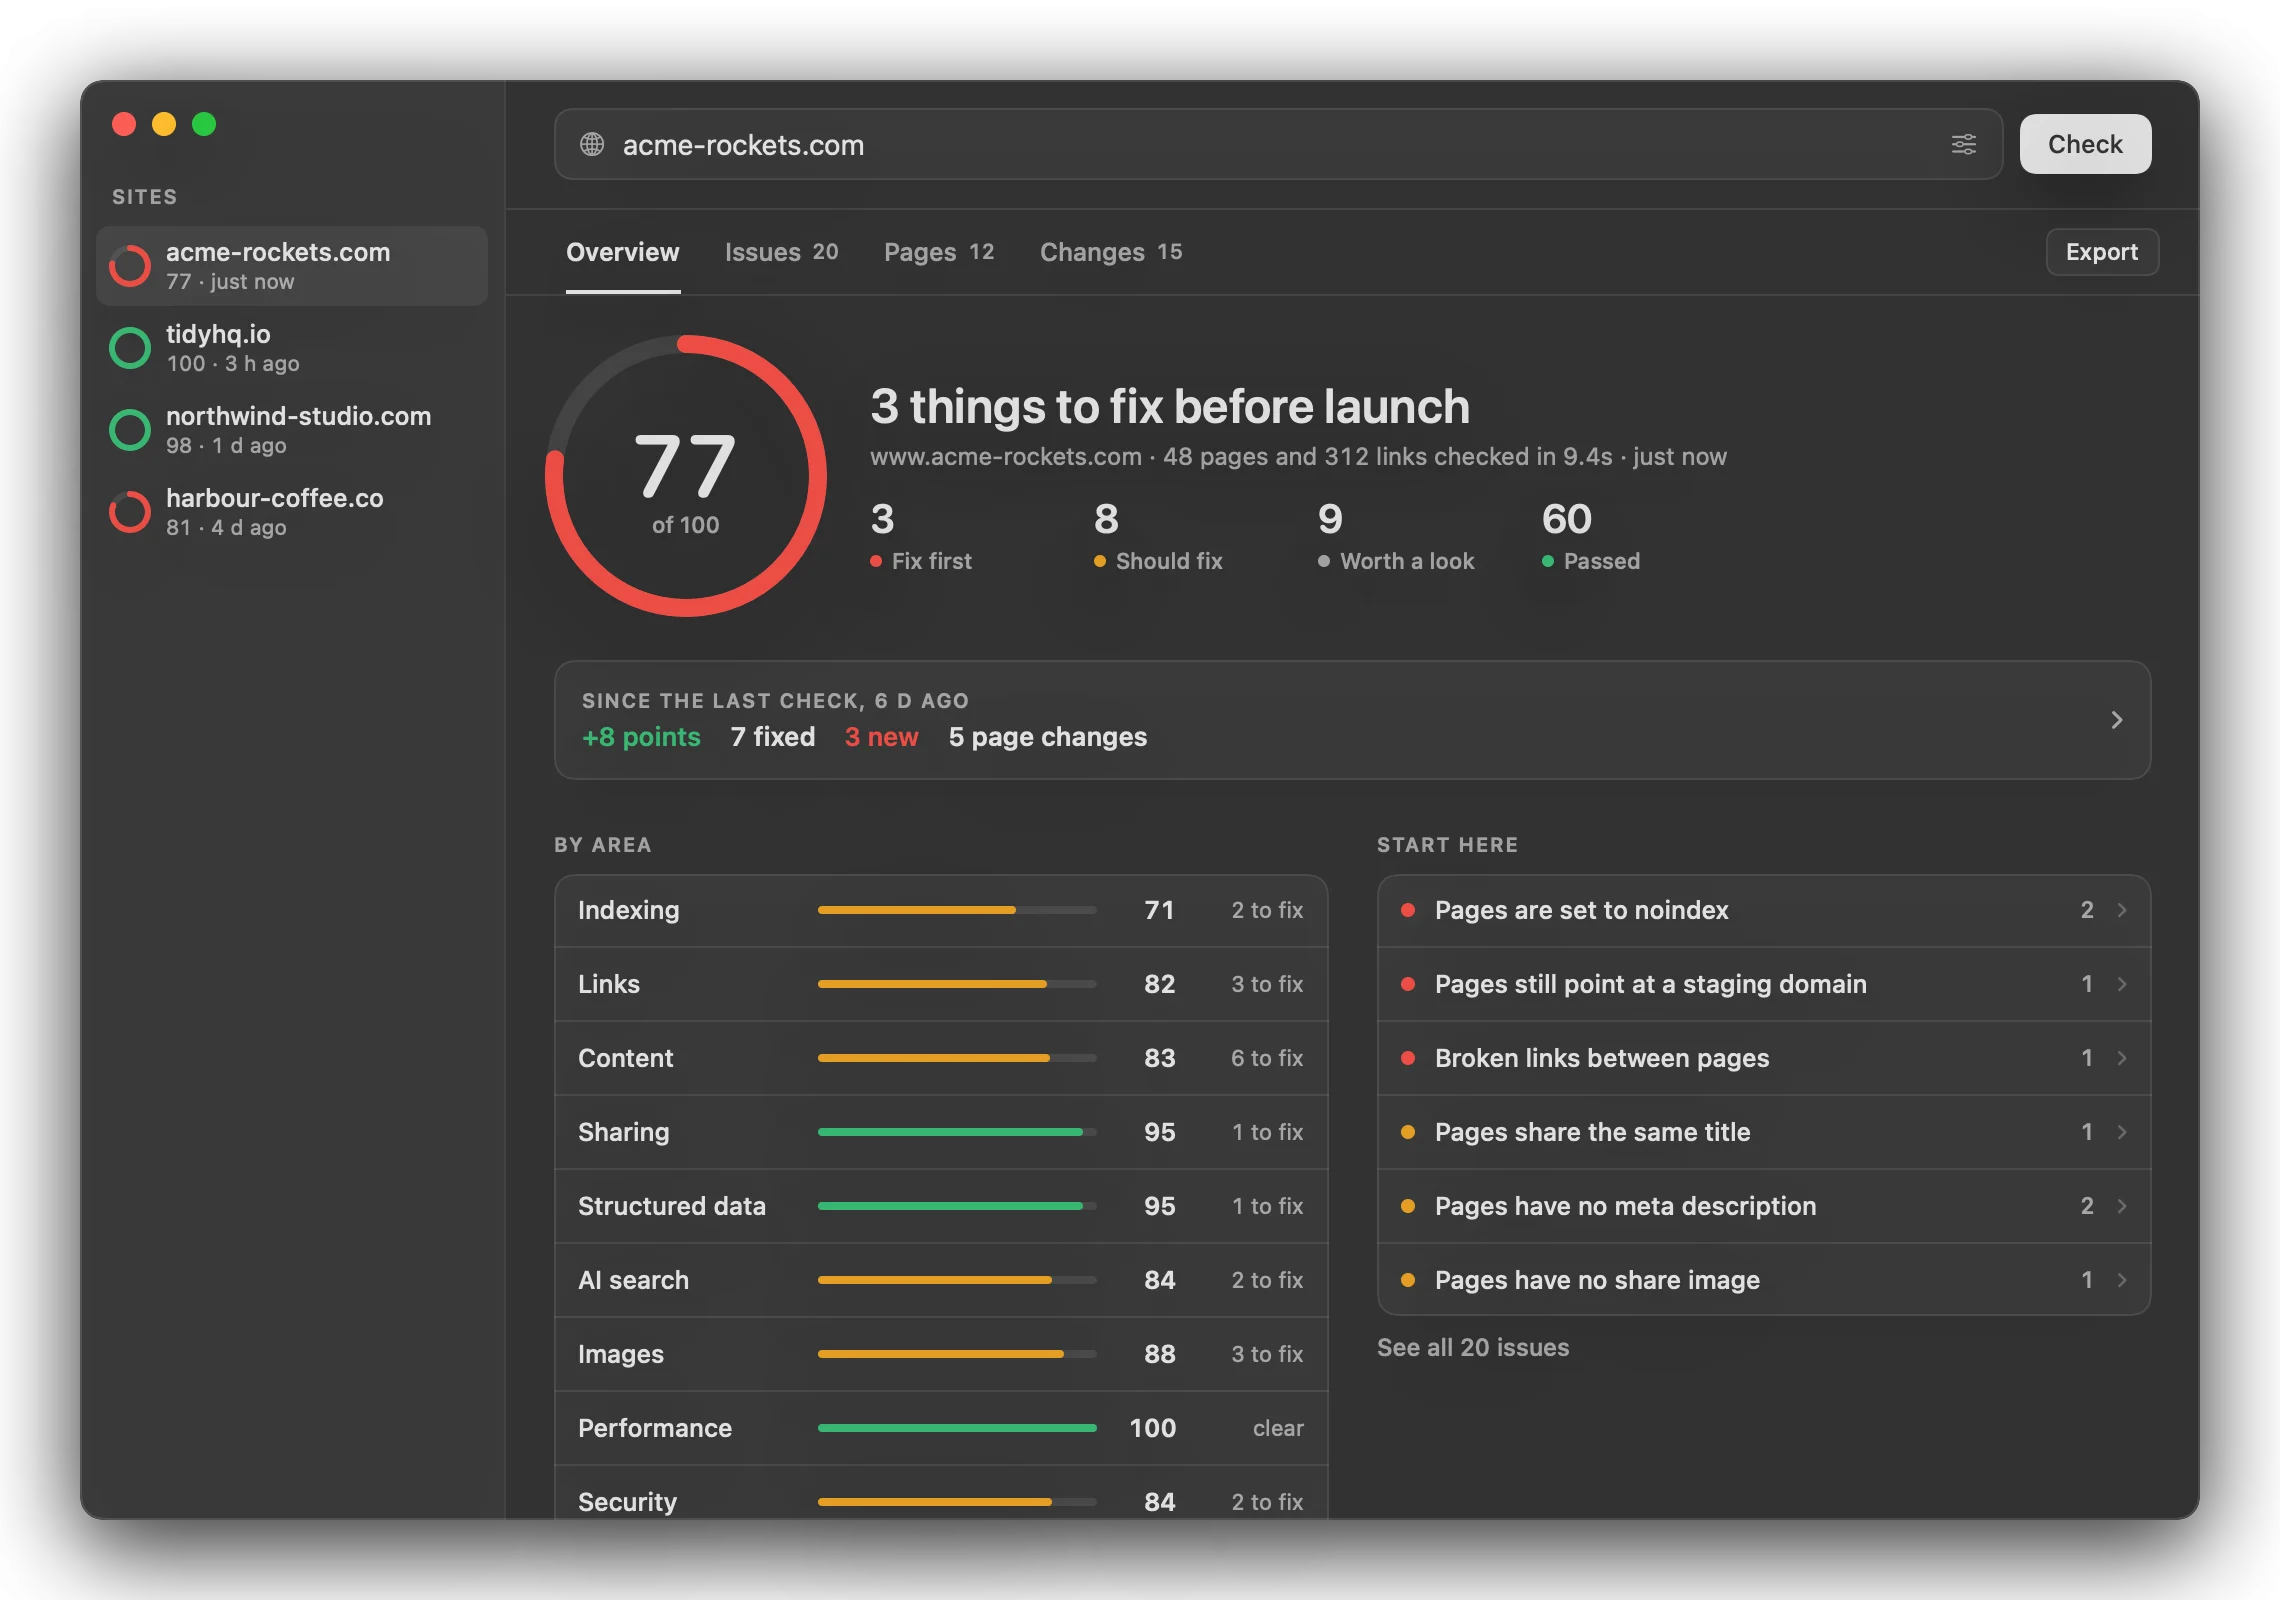 SITES
acme-rockets.com
77 · just now
tidyhq.io
100 · 3 h ago
northwind-studio.com
98 · 1 d ago
harbour-coffee.co
81 · 4 d ago
acme-rockets.com
Check
Overview Issues 20 Pages 12 Changes 15 Export
77
of 100
3 things to fix before launch
www.acme-rockets.com · 48 pages and 312 links checked in 9.4s · just now
3 8 9 60
Fix first Should fix Worth a look Passed
SINCE THE LAST CHECK, 6 D AGO
+8 points 7 fixed 3 new 5 page changes
BY AREA
Indexing 71 2 to fix
Links 82 3 to fix
Content 83 6 to fix
Sharing 95 1 to fix
Structured data 95 1 to fix
AI search 84 2 to fix
Images 88 3 to fix
Performance 100 clear
Security 84 2 to fix
START HERE
Pages are set to noindex 2
Pages still point at a staging domain 1
Broken links between pages 1
Pages share the same title 1
Pages have no meta description 2
Pages have no share image 1
See all 20 issues